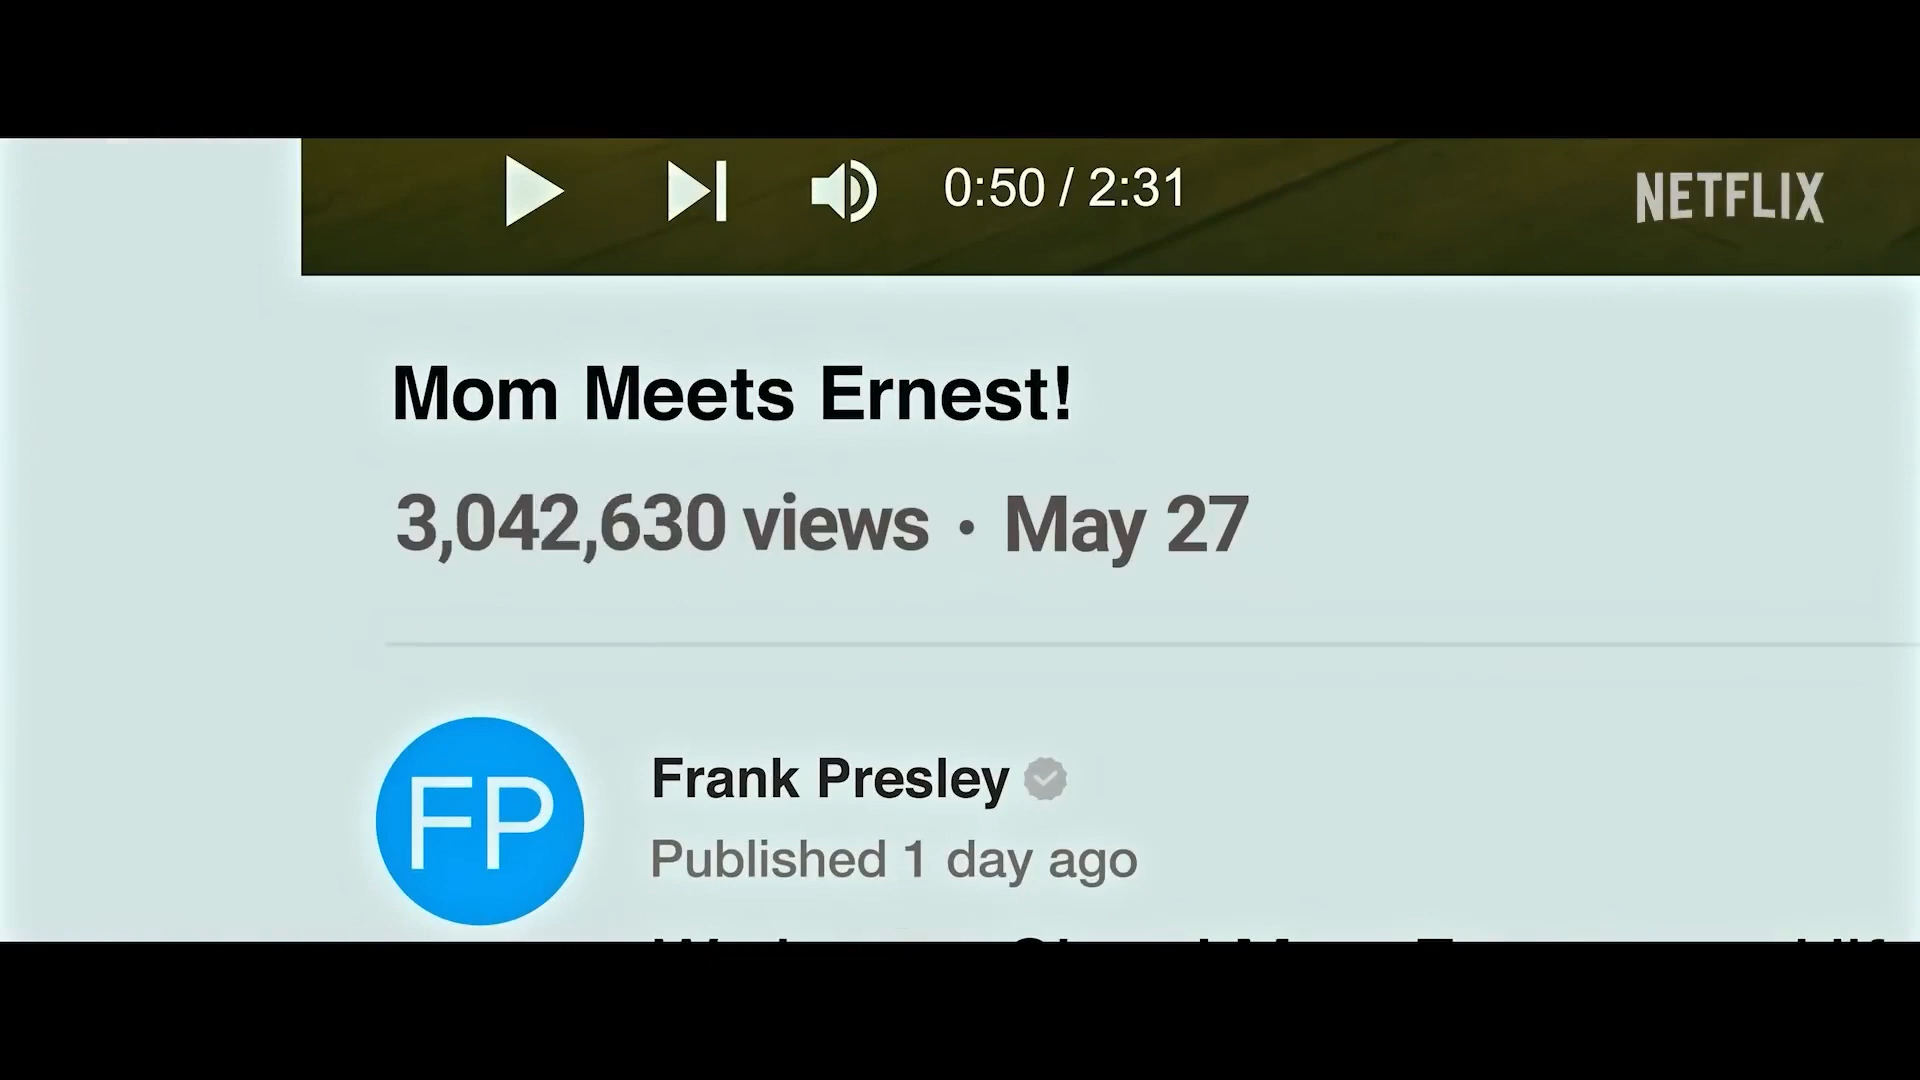 0:50 / 2:31
NETFLIX
Mom Meets Ernest!
3,042,630 views • May 27
FP
Frank Presley
Published 1 day ago